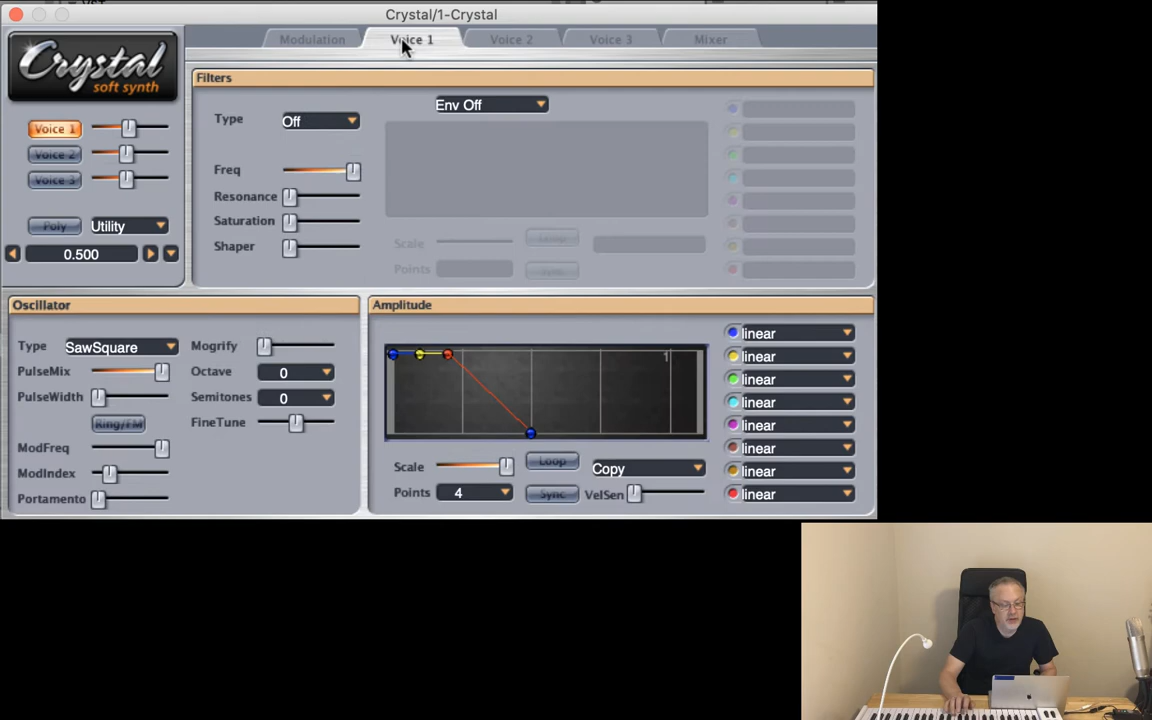 Crystal/1-Crystal
Crystal
soft synth
Modulation
Voice 1
Voice 2
Voice 3
Mixer
Voice 1
Voice 2
Voice 3
Poly
Utility
0.500
Filters
Type
Off
Env Off
Freq
Resonance
Saturation
Shaper
Scale
Loop
Points
Sync
Oscillator
Type
SawSquare
Mogrify
PulseMix
Octave
0
PulseWidth
Semitones
0
Ring/FM
FineTune
ModFreq
ModIndex
Portamento
Amplitude
1
Scale
Loop
Copy
Points
4
Sync
VelSen
linear
linear
linear
linear
linear
linear
linear
linear